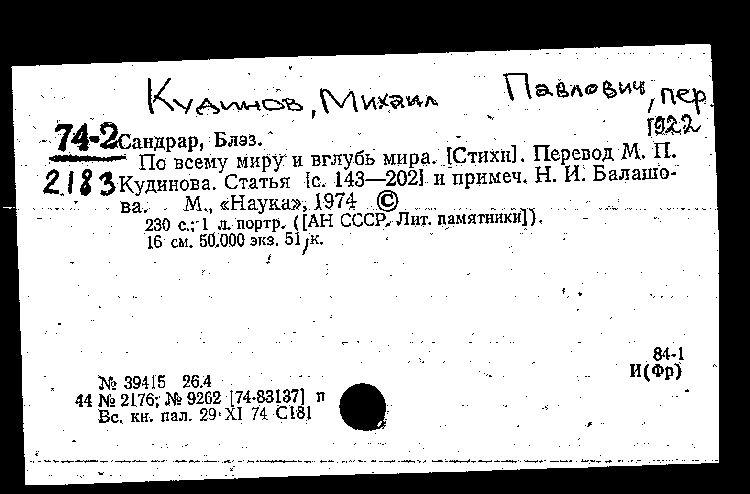 Кудинов, Михаил Павлович, пер.
1922
74-2 Сандрар, Блэз.
По всему миру и вглубь мира. [Стихи]. Перевод М. П.
2183 Кудинова. Статья [с. 143—202] и примеч. Н. И. Балашо-
ва. М., «Наука», 1974 ©
230 с.; 1 л. портр. ([АН СССР. Лит. памятники]).
16 см. 50.000 экз. 51 к.
84-1
И(Фр)
№ 39415 26.4
44 № 2176; № 9262 [74-83137] п
Вс. кн. пал. 29 XI 74 С181